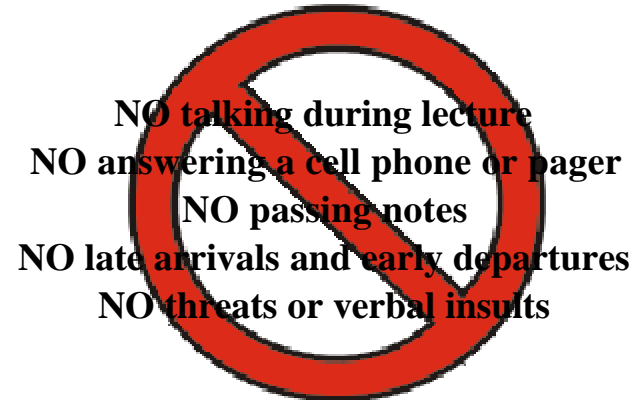 NO talking during lecture
NO answering a cell phone or pager
NO passing notes
NO late arrivals and early departures
NO threats or verbal insults